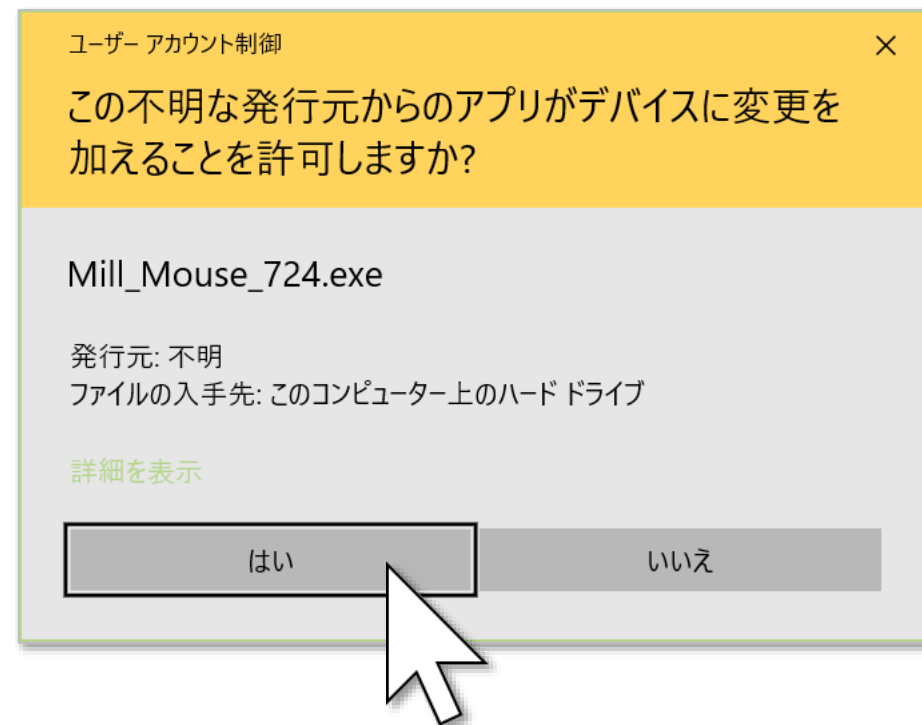 ユーザー アカウント制御
この不明な発行元からのアプリがデバイスに変更を
加えることを許可しますか?
Mill_Mouse_724.exe
発行元: 不明
ファイルの入手先: このコンピューター上のハード ドライブ
詳細を表示
はい
いいえ